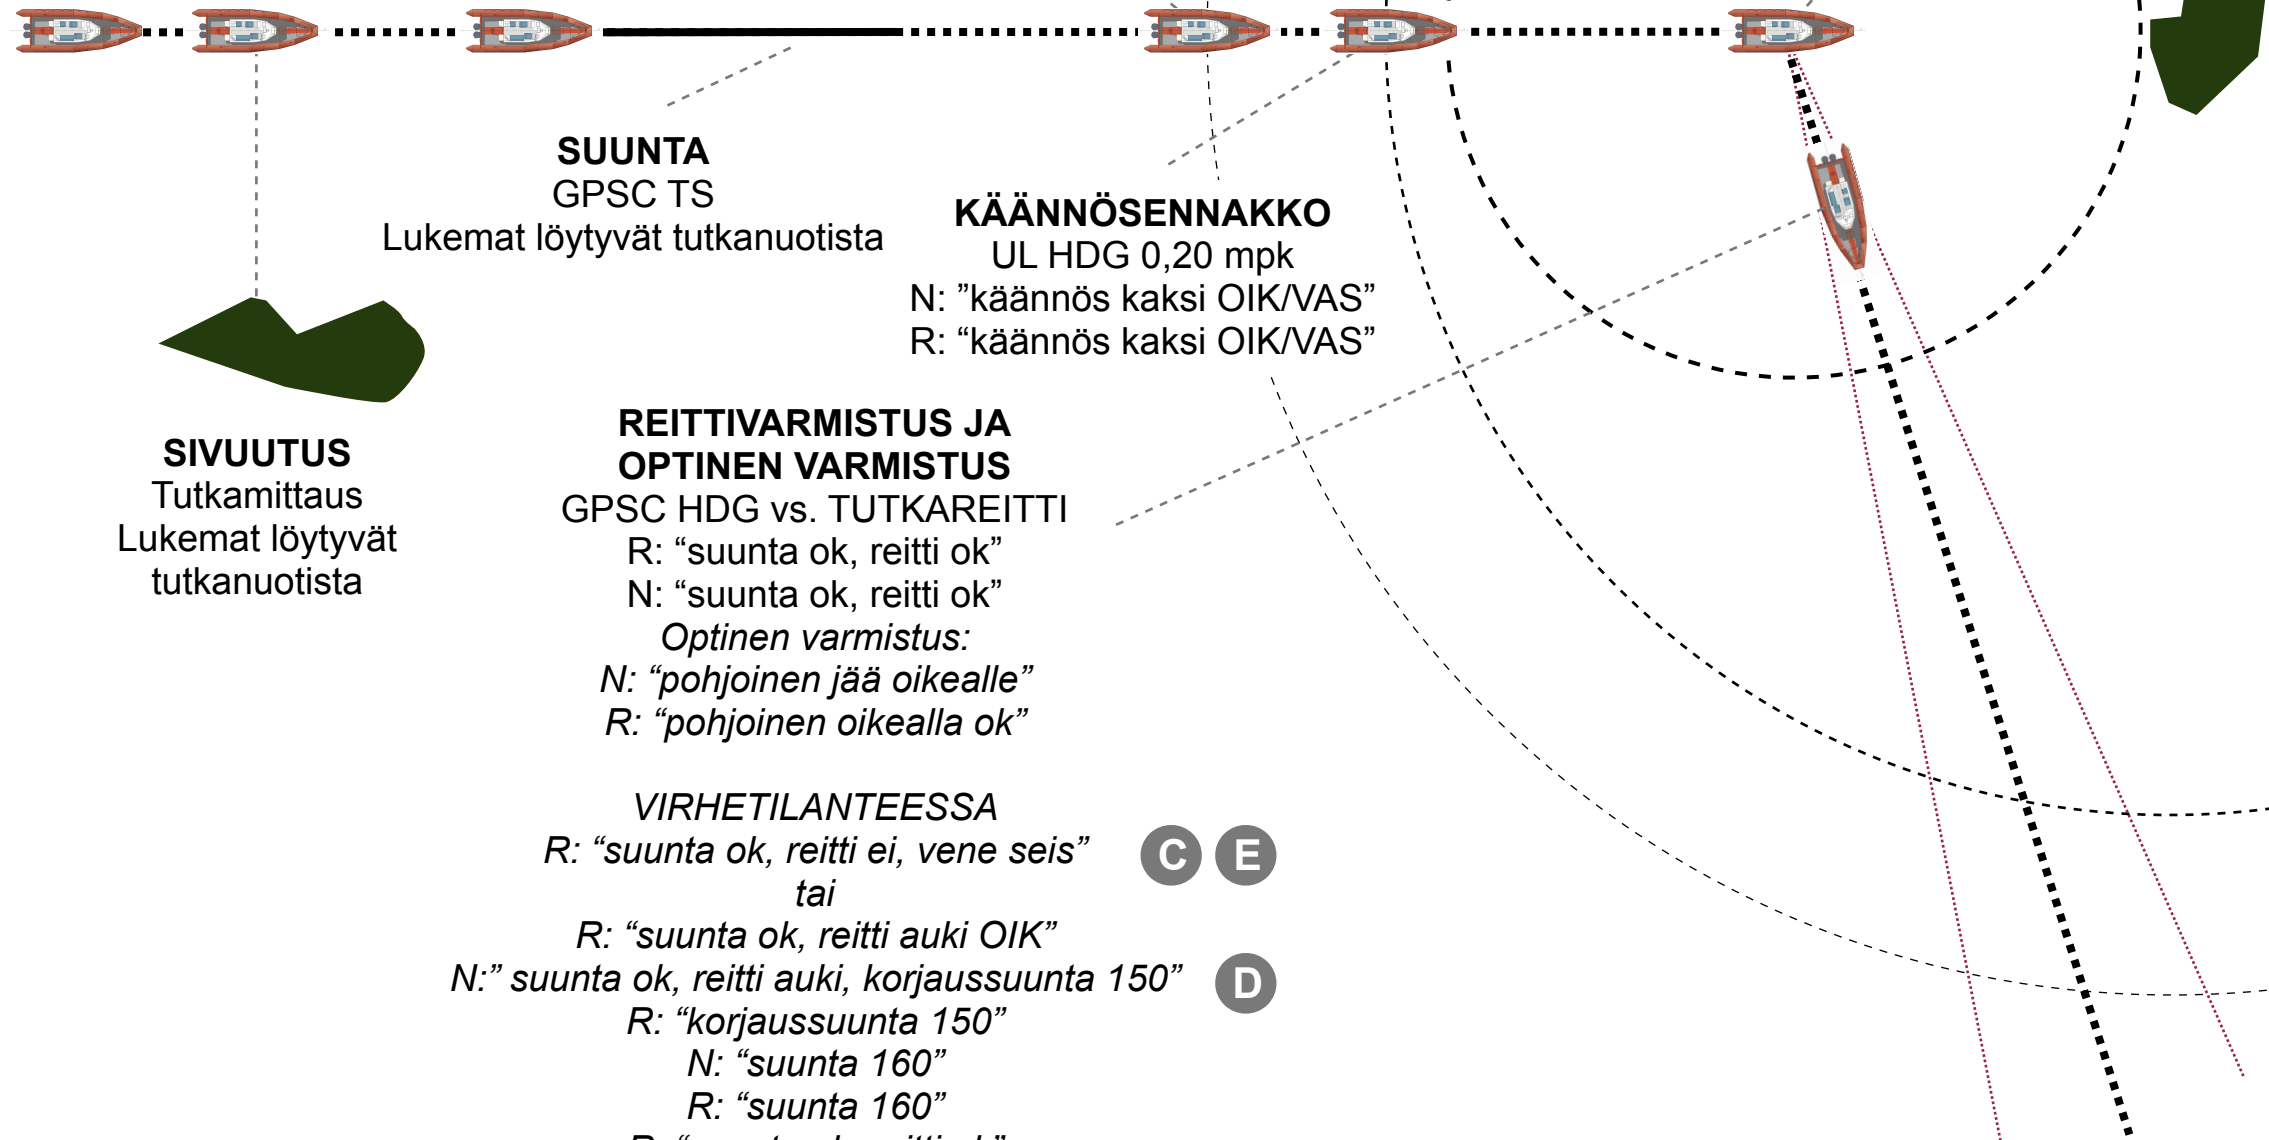 SUUNTA
GPSC TS
Lukemat löytyvät tutkanuotista
KÄÄNNÖSENNAKKO
UL HDG 0,20 mpk
N: ”käännös kaksi OIK/VAS”
R: “käännös kaksi OIK/VAS”
SIVUUTUS
Tutkamittaus
Lukemat löytyvät
tutkanuotista
REITTIVARMISTUS JA
OPTINEN VARMISTUS
GPSC HDG vs. TUTKAREITTI
R: “suunta ok, reitti ok”
N: “suunta ok, reitti ok”
Optinen varmistus:
N: “pohjoinen jää oikealle”
R: “pohjoinen oikealla ok”
VIRHETILANTEESSA
R: “suunta ok, reitti ei, vene seis”
C E
tai
R: “suunta ok, reitti auki OIK”
N:” suunta ok, reitti auki, korjaussuunta 150”
D
R: “korjaussuunta 150”
N: “suunta 160”
R: “suunta 160”